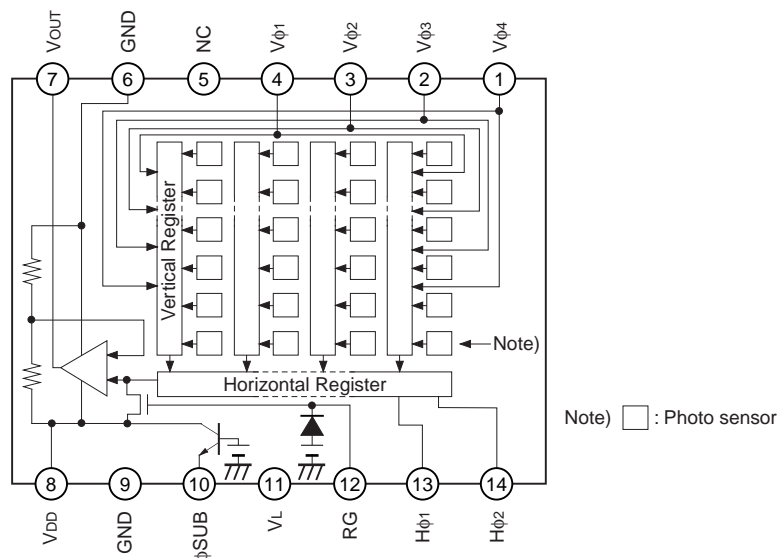 VOUT
GND
NC
Vϕ1
Vϕ2
Vϕ3
Vϕ4
7
6
5
4
3
2
1
Vertical Register
Note)
Horizontal Register
Note) : Photo sensor
8
9
10
11
12
13
14
VDD
GND
ϕSUB
VL
RG
Hϕ1
Hϕ2